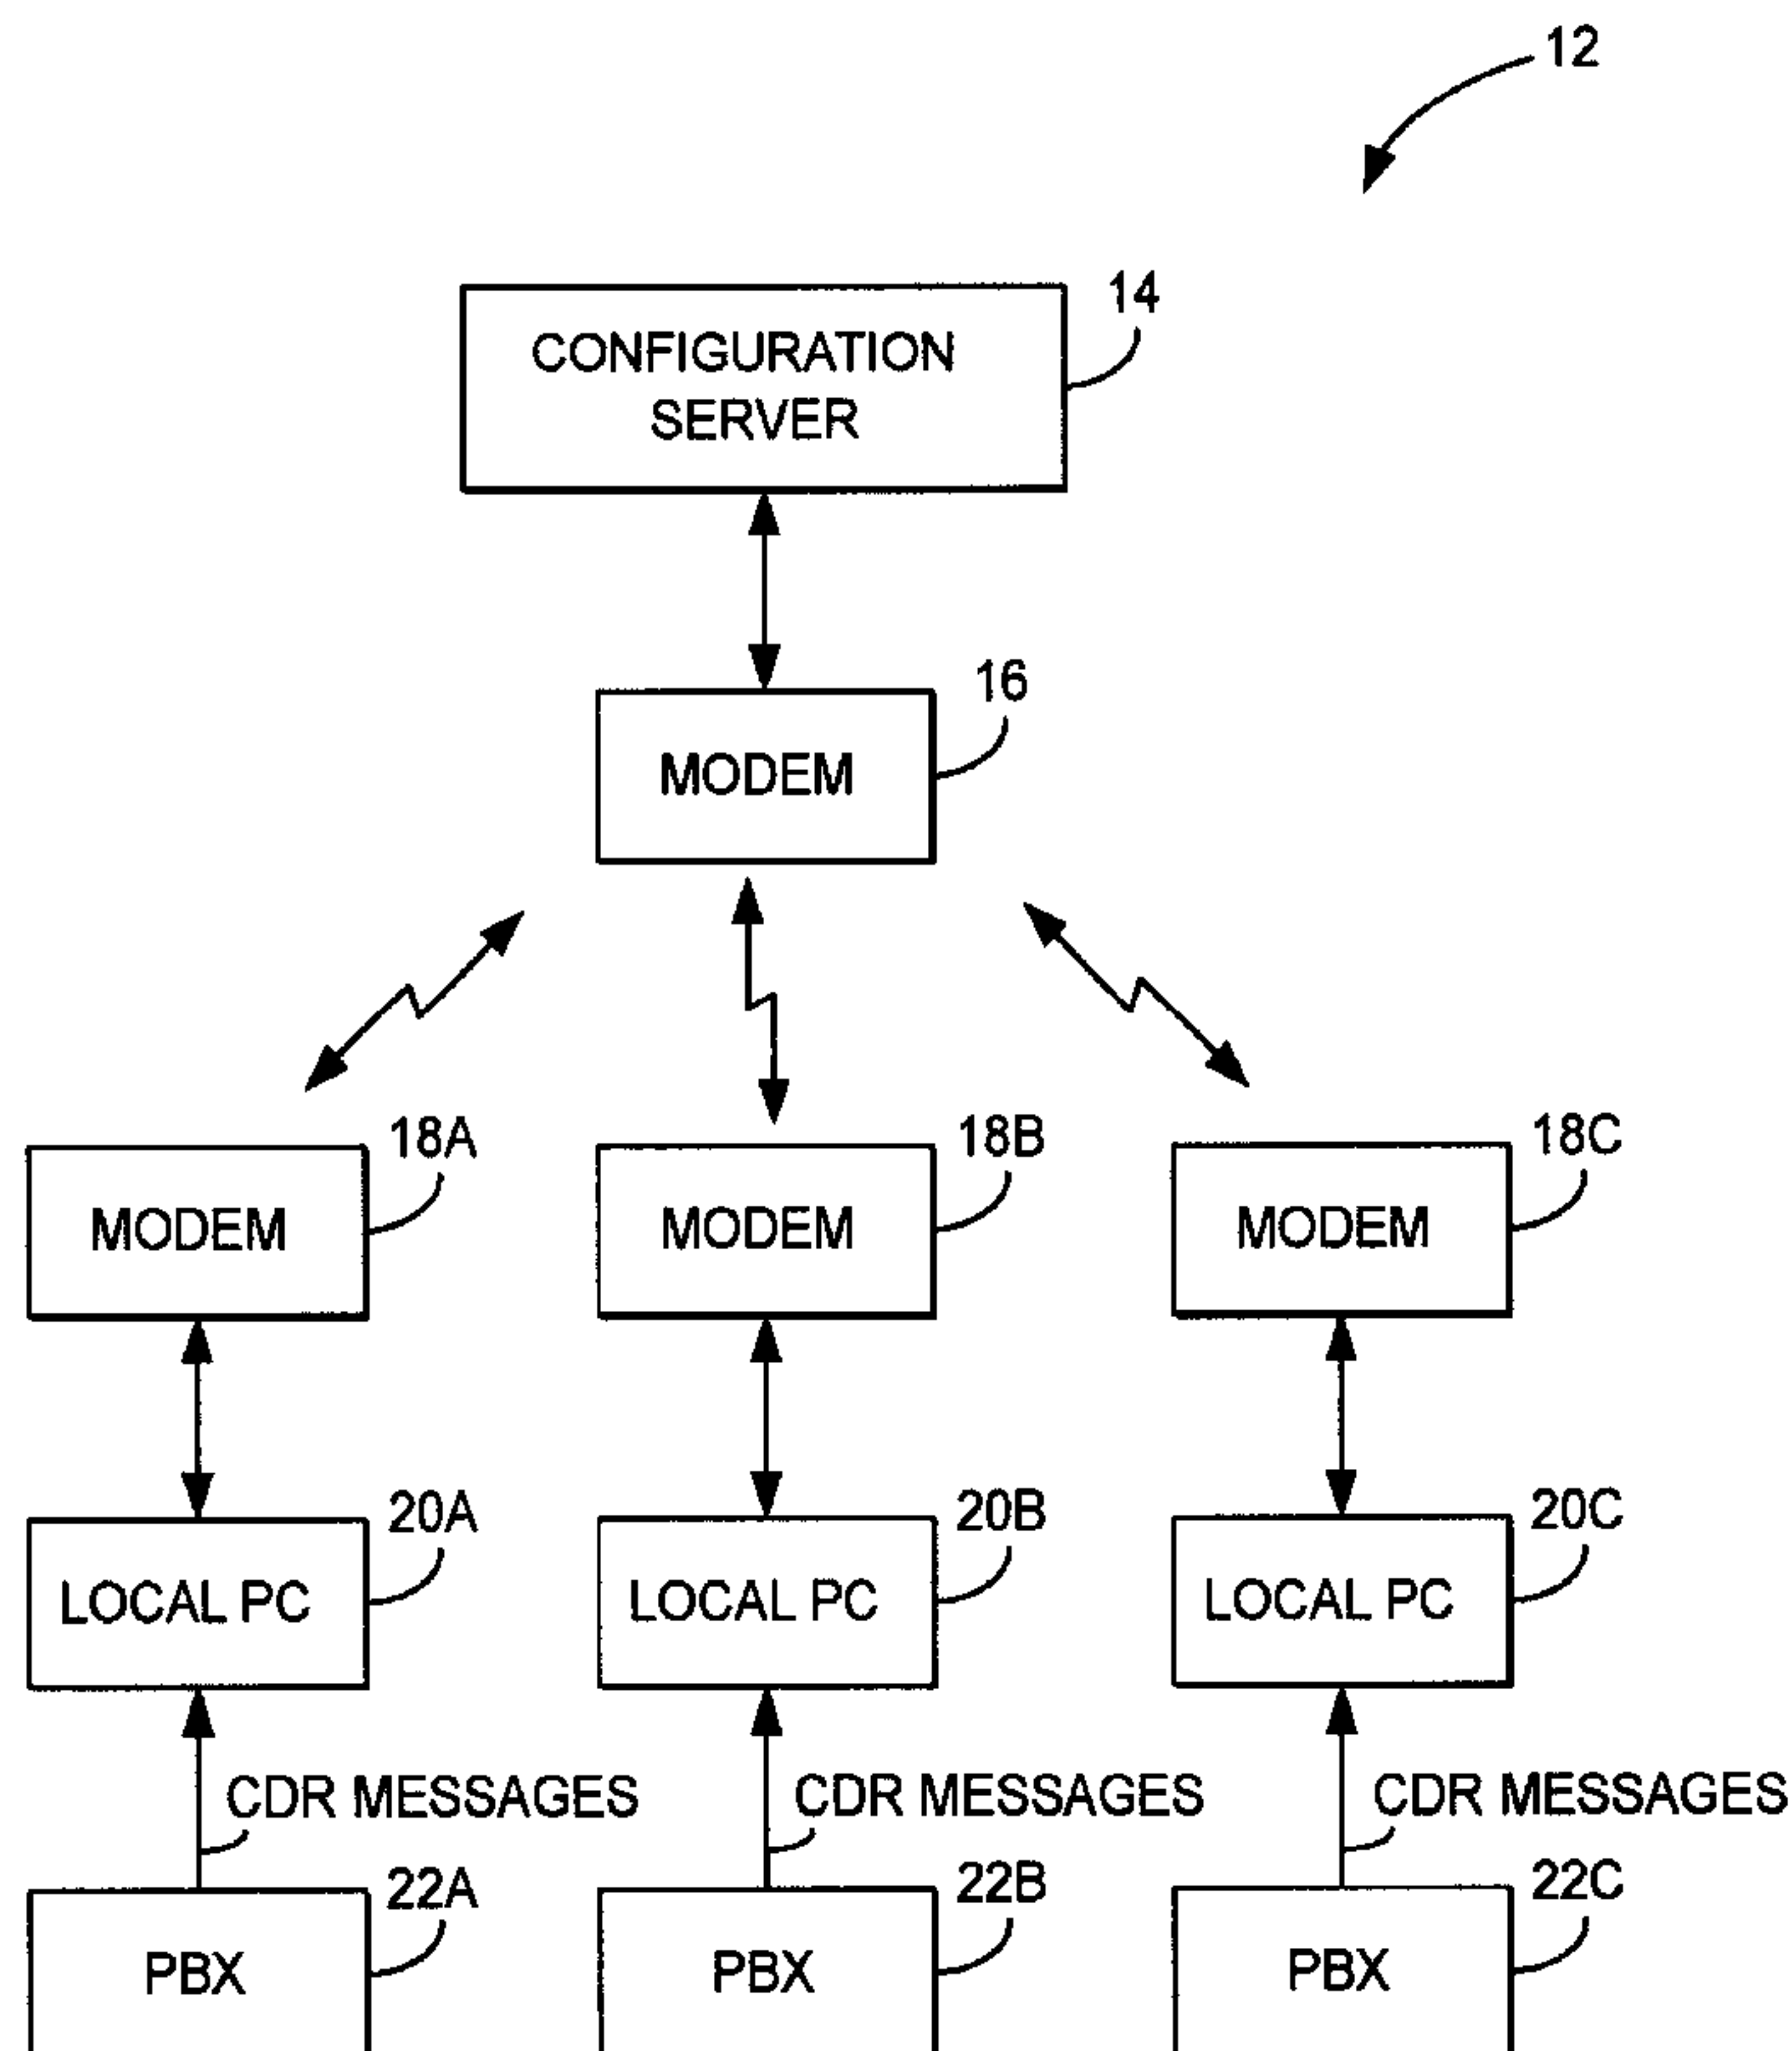 12
14
CONFIGURATION
SERVER
16
MODEM
18A
18B
18C
MODEM
MODEM
MODEM
20A
20B
20C
LOCAL PC
LOCAL PC
LOCAL PC
CDR MESSAGES
CDR MESSAGES
CDR MESSAGES
22A
22B
22C
PBX
PBX
PBX